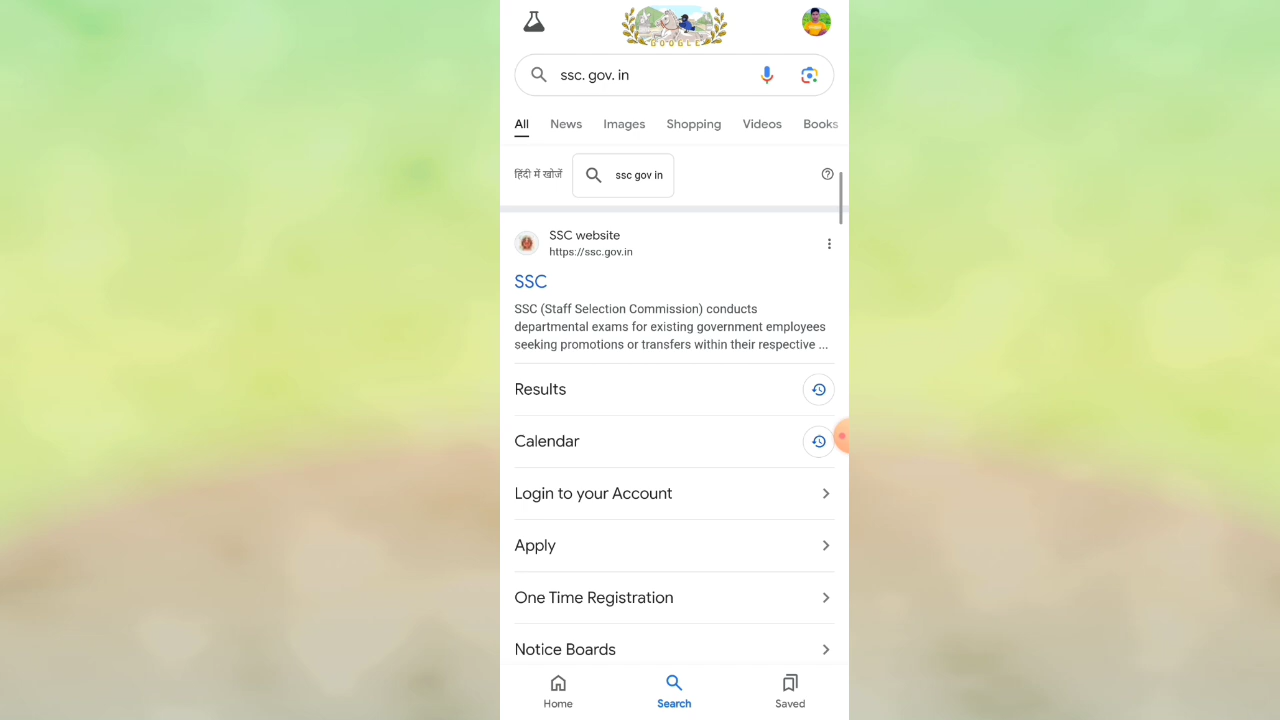 GOOGLE
ssc. gov. in
All News Images Shopping Videos Books
हिंदी में खोजें ssc gov in
SSC website
https://ssc.gov.in
SSC
SSC (Staff Selection Commission) conducts
departmental exams for existing government employees
seeking promotions or transfers within their respective ...
Results
Calendar
Login to your Account
Apply
One Time Registration
Notice Boards
Home Search Saved